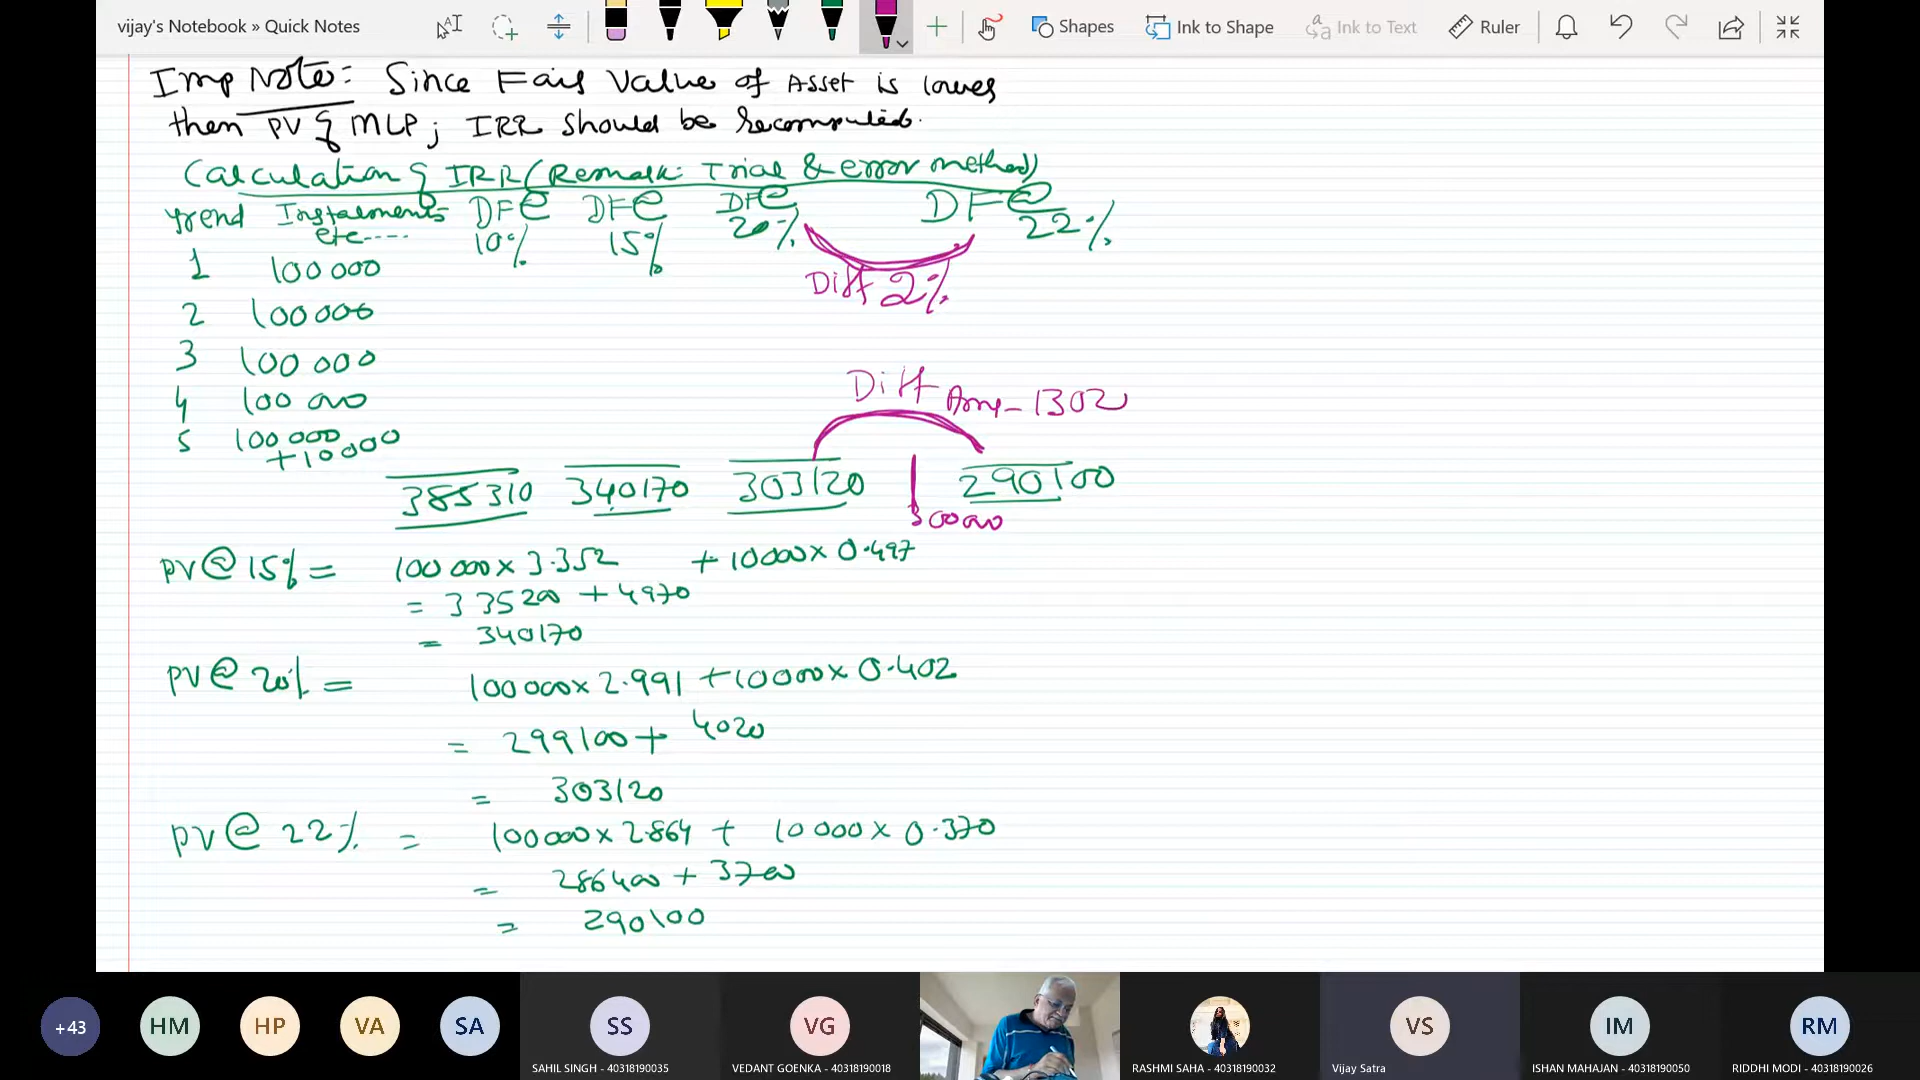 vijay's Notebook » Quick Notes
Shapes
Ink to Shape
Ink to Text
Ruler
Imp Note:- Since Fair Value of Asset is lower
then PV of MLP; IRR should be recomputed.
Calculation of IRR (Remark: Trial & error method)
Yrend Instalments etc---- DF@ 10% DF@ 15% DF@ 20% DF@ 22%
Diff 2%
1 100000
2 100000
3 100000
4 100000
5 100000 +10000
Diff Amt - 1302
385310 340170 303120 290100
300000
PV@15% = 100000 x 3.352 + 10000 x 0.497
= 335200 + 4970
= 340170
PV@ 20% = 100000 x 2.991 + 10000 x 0.402
= 299100 + 4020
= 303120
PV@ 22% = 100000 x 2.864 + 10000 x 0.370
= 286400 + 3700
= 290100
+43
HM
HP
VA
SA
SS
VG
VS
IM
RM
SAHIL SINGH - 40318190035
VEDANT GOENKA - 40318190018
RASHMI SAHA - 40318190032
Vijay Satra
ISHAN MAHAJAN - 40318190050
RIDDHI MODI - 40318190026